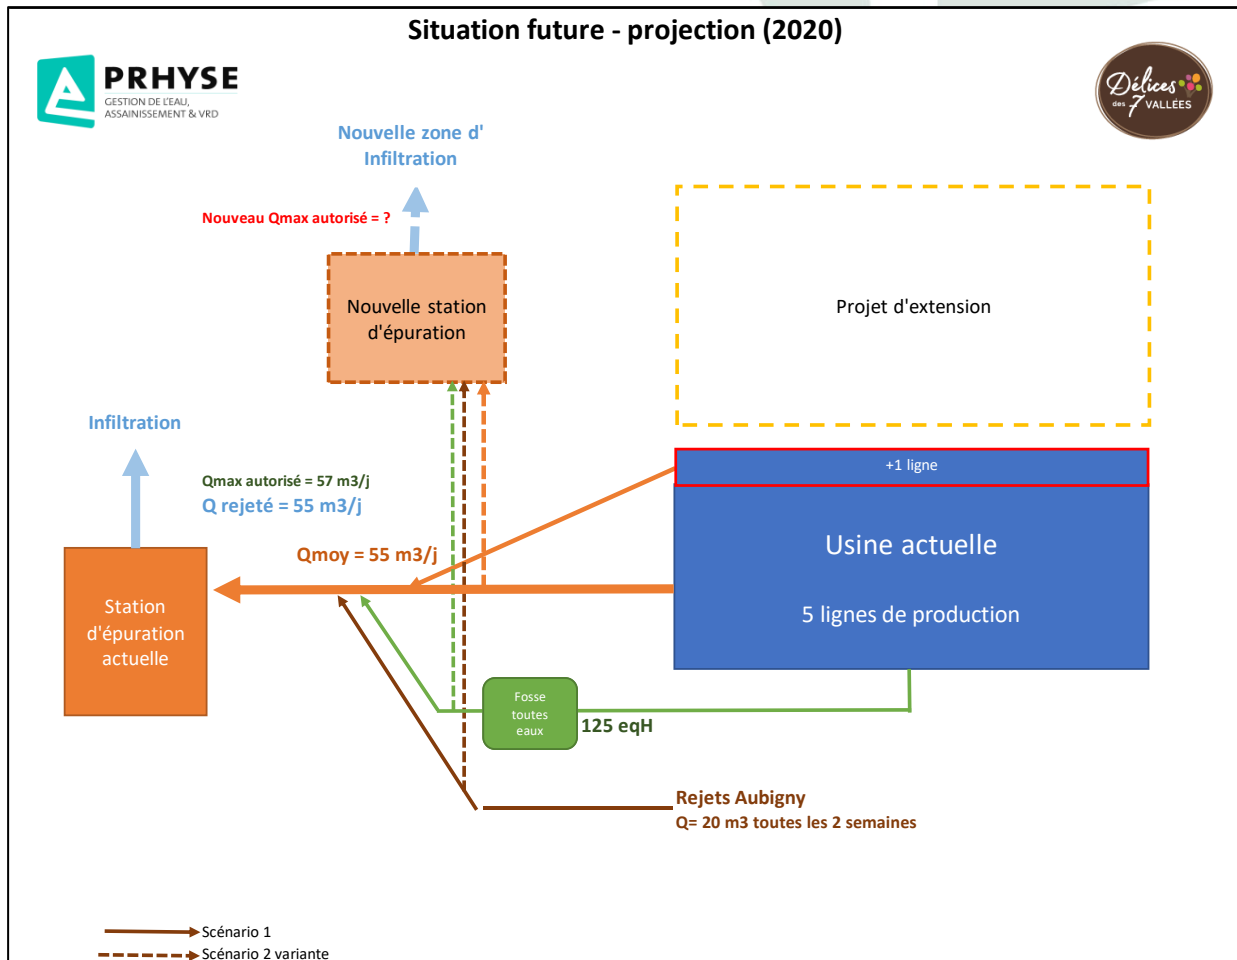 Situation future - projection (2020)
PRHYSE
GESTION DE L'EAU,
ASSAINISSEMENT & VRD
Délices
des 7 VALLÉES
Nouvelle zone d'
Infiltration
Nouveau Qmax autorisé = ?
Nouvelle station
d'épuration
Projet d'extension
Infiltration
+1 ligne
Qmax autorisé = 57 m3/j
Q rejeté = 55 m3/j
Qmoy = 55 m3/j
Usine actuelle
5 lignes de production
Station
d'épuration
actuelle
Fosse
toutes
eaux
125 eqH
Rejets Aubigny
Q= 20 m3 toutes les 2 semaines
Scénario 1
Scénario 2 variante